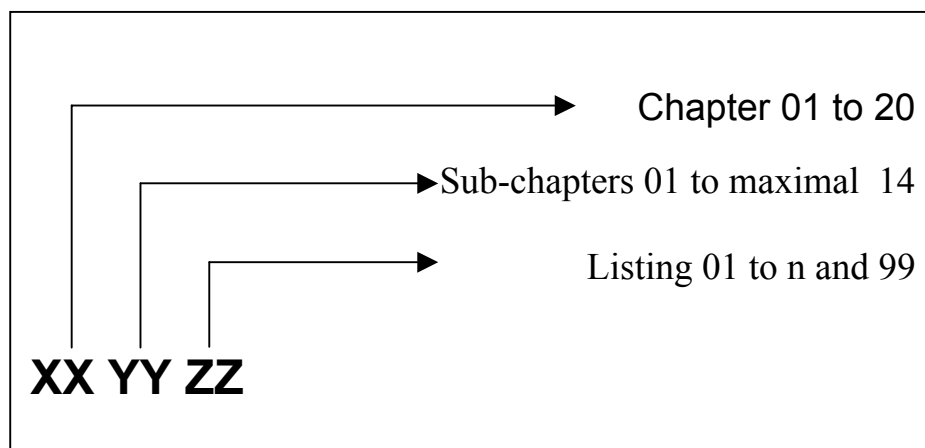 Chapter 01 to 20
Sub-chapters 01 to maximal 14
Listing 01 to n and 99
XX YY ZZ